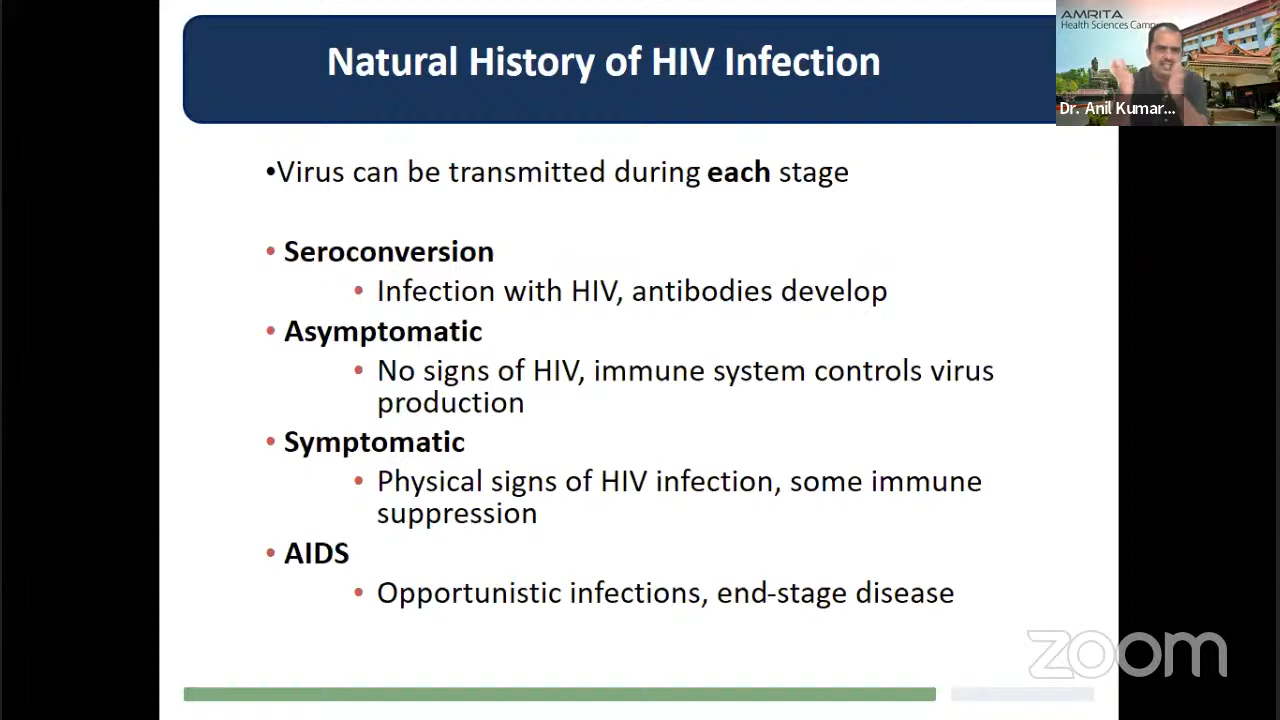 Natural History of HIV Infection
AMRITA
Health Sciences Camp
Dr. Anil Kumar...
•Virus can be transmitted during each stage
• Seroconversion
• Infection with HIV, antibodies develop
• Asymptomatic
• No signs of HIV, immune system controls virus
production
• Symptomatic
• Physical signs of HIV infection, some immune
suppression
• AIDS
• Opportunistic infections, end-stage disease
zoom